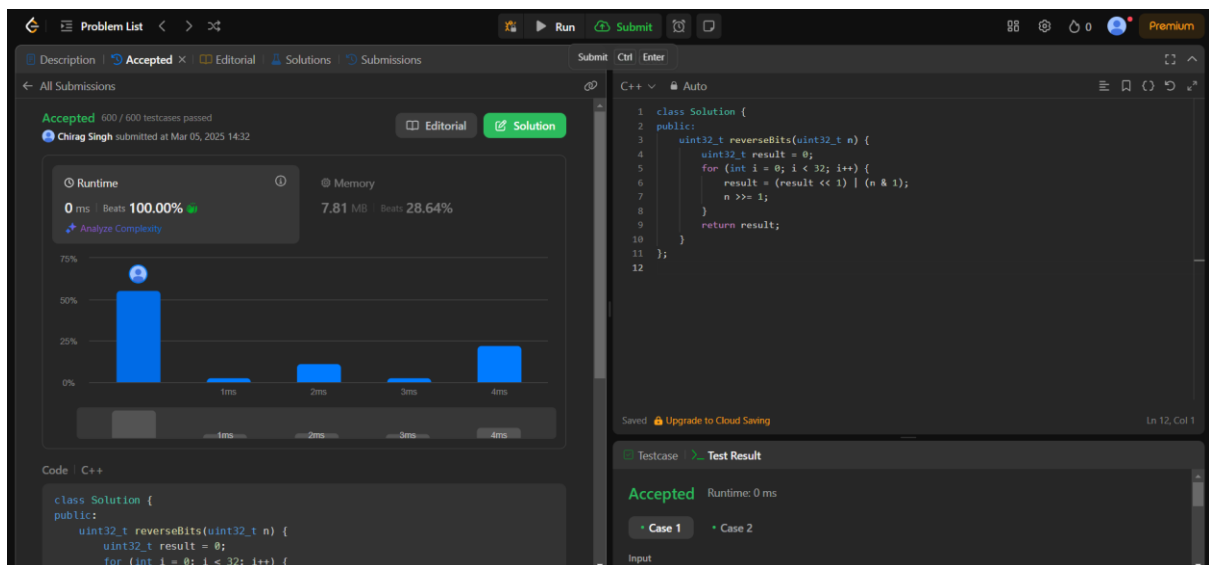 Problem List Run Submit 0 Premium
Description Accepted Editorial Solutions Submissions
Submit Ctrl Enter
All Submissions
Accepted 600 / 600 testcases passed
Chirag Singh submitted at Mar 05, 2025 14:32
Editorial Solution
Runtime
0 ms Beats 100.00%
Analyze Complexity
Memory
7.81 MB Beats 28.64%
75%
50%
25%
0%
1ms 2ms 3ms 4ms
1ms 2ms 3ms 4ms
Code C++
class Solution {
public:
uint32_t reverseBits(uint32_t n) {
uint32_t result = 0;
for (int i = 0; i < 32; i++) {
C++ Auto
1 class Solution {
2 public:
3 uint32_t reverseBits(uint32_t n) {
4 uint32_t result = 0;
5 for (int i = 0; i < 32; i++) {
6 result = (result << 1) | (n & 1);
7 n >>= 1;
8 }
9 return result;
10 }
11 };
12
Saved Upgrade to Cloud Saving Ln 12, Col 1
Testcase >_ Test Result
Accepted Runtime: 0 ms
• Case 1 • Case 2
Input